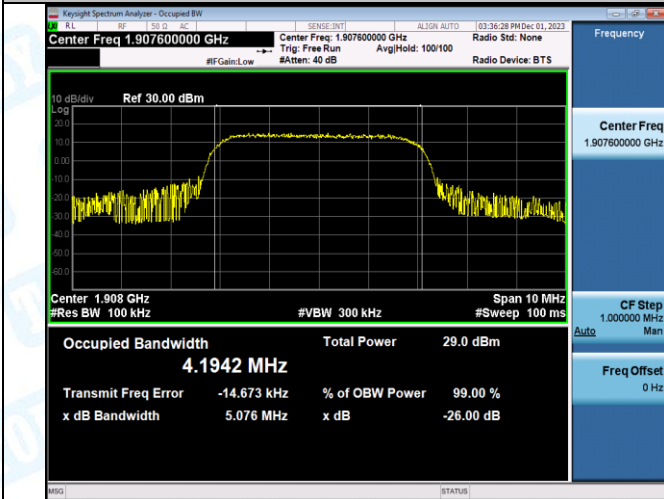 Keysight Spectrum Analyzer - Occupied BW
RL RF 50 Ω AC SENSE:INT ALIGN AUTO 03:36:28 PM Dec 01, 2023
Center Freq 1.907600000 GHz
Center Freq: 1.907600000 GHz
Radio Std: None
Trig: Free Run Avg|Hold: 100/100
#IFGain:Low
#Atten: 40 dB
Radio Device: BTS
10 dB/div Ref 30.00 dBm
Log
20.0
10.0
0.00
-10.0
-20.0
-30.0
-40.0
-50.0
-60.0
Center 1.908 GHz Span 10 MHz
#Res BW 100 kHz #VBW 300 kHz #Sweep 100 ms
Occupied Bandwidth Total Power 29.0 dBm
4.1942 MHz
Transmit Freq Error -14.673 kHz % of OBW Power 99.00 %
x dB Bandwidth 5.076 MHz x dB -26.00 dB
MSG STATUS
Frequency
Center Freq
1.907600000 GHz
CF Step
1.000000 MHz
Auto Man
Freq Offset
0 Hz